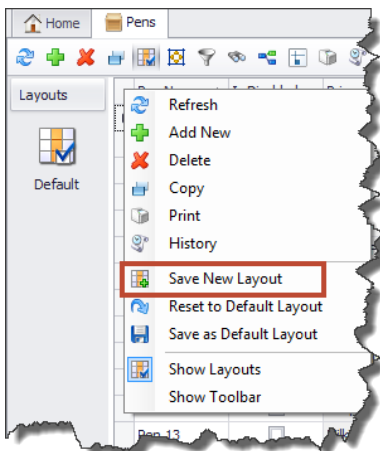 Home
Pens
Layouts
Default
Refresh
Add New
Delete
Copy
Print
History
Save New Layout
Reset to Default Layout
Save as Default Layout
Show Layouts
Show Toolbar
Pen 13